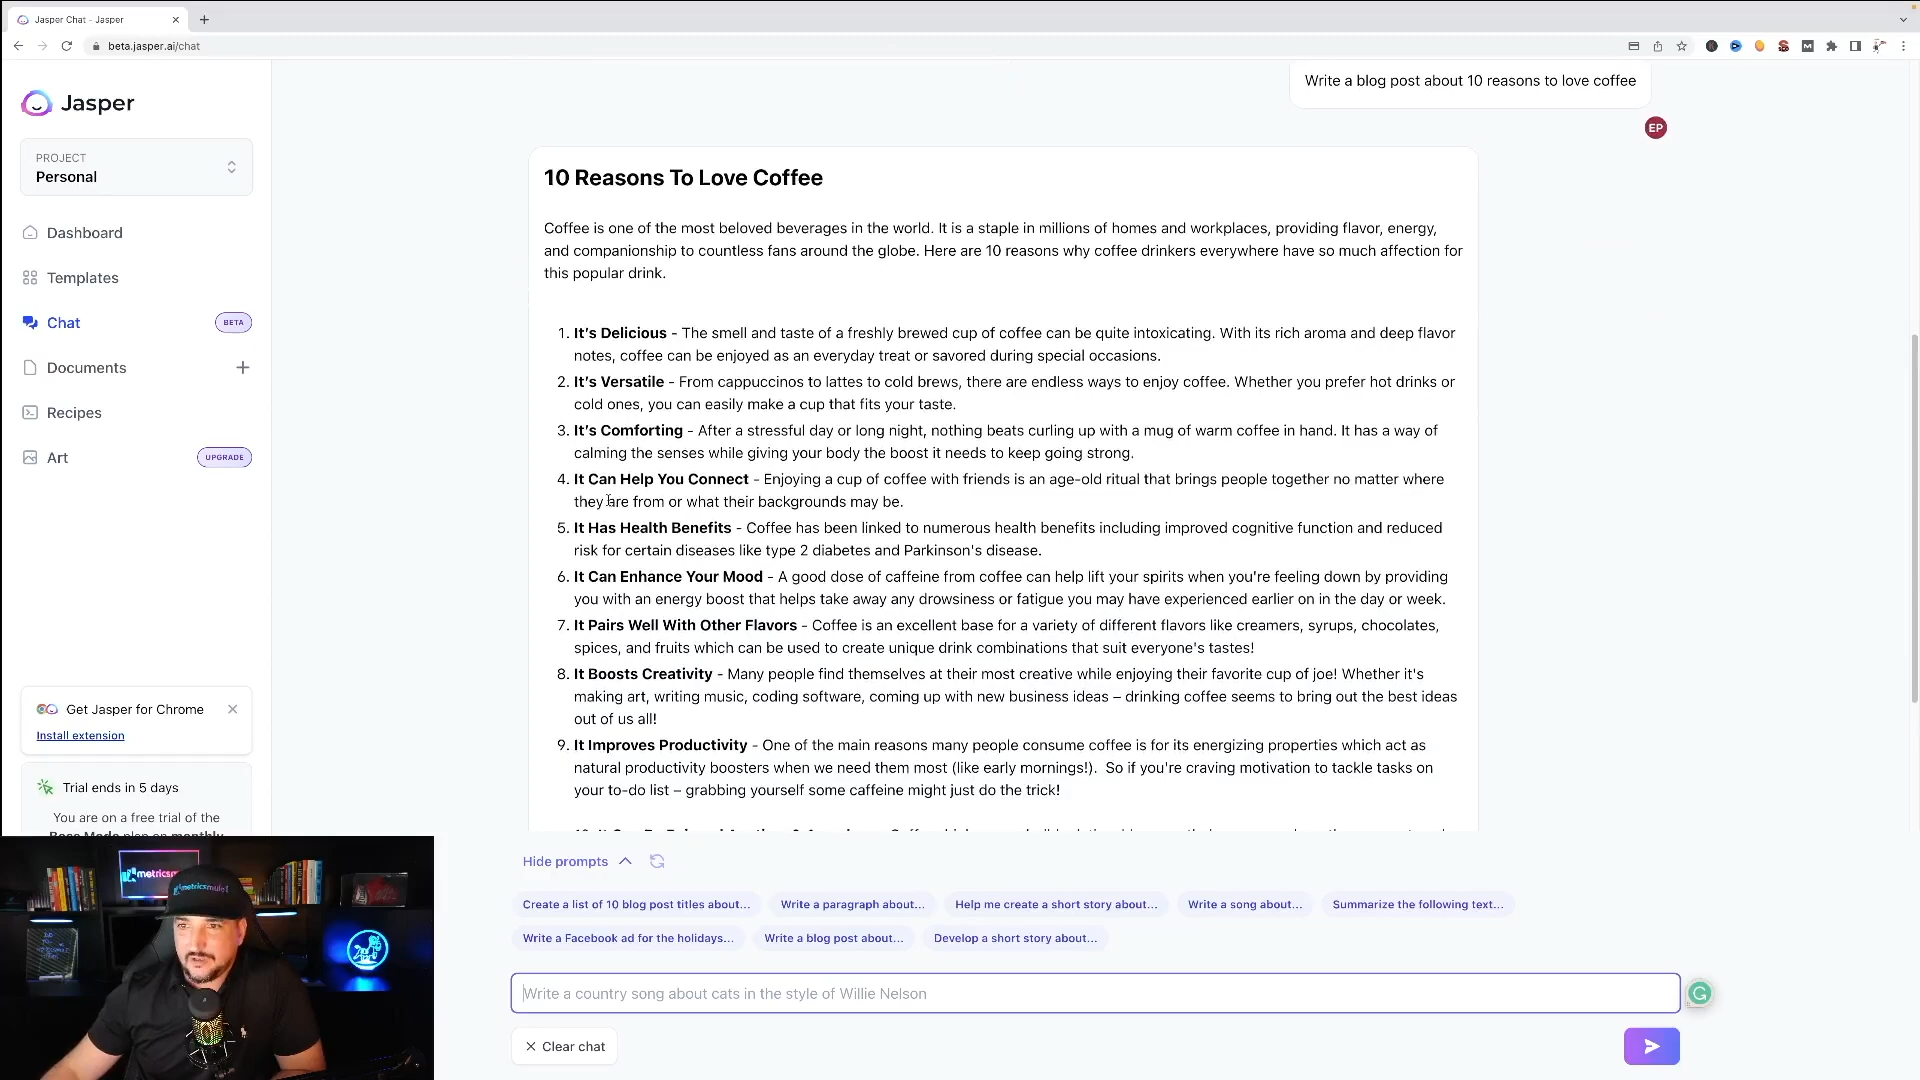 Jasper Chat - Jasper
beta.jasper.ai/chat
Jasper
PROJECT
Personal
Dashboard
Templates
Chat
BETA
Documents
Recipes
Art
UPGRADE
Get Jasper for Chrome
Install extension
Trial ends in 5 days
You are on a free trial of the
Write a blog post about 10 reasons to love coffee
EP
10 Reasons To Love Coffee
Coffee is one of the most beloved beverages in the world. It is a staple in millions of homes and workplaces, providing flavor, energy,
and companionship to countless fans around the globe. Here are 10 reasons why coffee drinkers everywhere have so much affection for
this popular drink.
1. It's Delicious - The smell and taste of a freshly brewed cup of coffee can be quite intoxicating. With its rich aroma and deep flavor
notes, coffee can be enjoyed as an everyday treat or savored during special occasions.
2. It's Versatile - From cappuccinos to lattes to cold brews, there are endless ways to enjoy coffee. Whether you prefer hot drinks or
cold ones, you can easily make a cup that fits your taste.
3. It's Comforting - After a stressful day or long night, nothing beats curling up with a mug of warm coffee in hand. It has a way of
calming the senses while giving your body the boost it needs to keep going strong.
4. It Can Help You Connect - Enjoying a cup of coffee with friends is an age-old ritual that brings people together no matter where
they are from or what their backgrounds may be.
5. It Has Health Benefits - Coffee has been linked to numerous health benefits including improved cognitive function and reduced
risk for certain diseases like type 2 diabetes and Parkinson's disease.
6. It Can Enhance Your Mood - A good dose of caffeine from coffee can help lift your spirits when you're feeling down by providing
you with an energy boost that helps take away any drowsiness or fatigue you may have experienced earlier on in the day or week.
7. It Pairs Well With Other Flavors - Coffee is an excellent base for a variety of different flavors like creamers, syrups, chocolates,
spices, and fruits which can be used to create unique drink combinations that suit everyone's tastes!
8. It Boosts Creativity - Many people find themselves at their most creative while enjoying their favorite cup of joe! Whether it's
making art, writing music, coding software, coming up with new business ideas – drinking coffee seems to bring out the best ideas
out of us all!
9. It Improves Productivity - One of the main reasons many people consume coffee is for its energizing properties which act as
natural productivity boosters when we need them most (like early mornings!).  So if you're craving motivation to tackle tasks on
your to-do list – grabbing yourself some caffeine might just do the trick!
Hide prompts
Create a list of 10 blog post titles about...
Write a paragraph about...
Help me create a short story about...
Write a song about...
Summarize the following text...
Write a Facebook ad for the holidays...
Write a blog post about...
Develop a short story about...
Write a country song about cats in the style of Willie Nelson
Clear chat
metricsmule